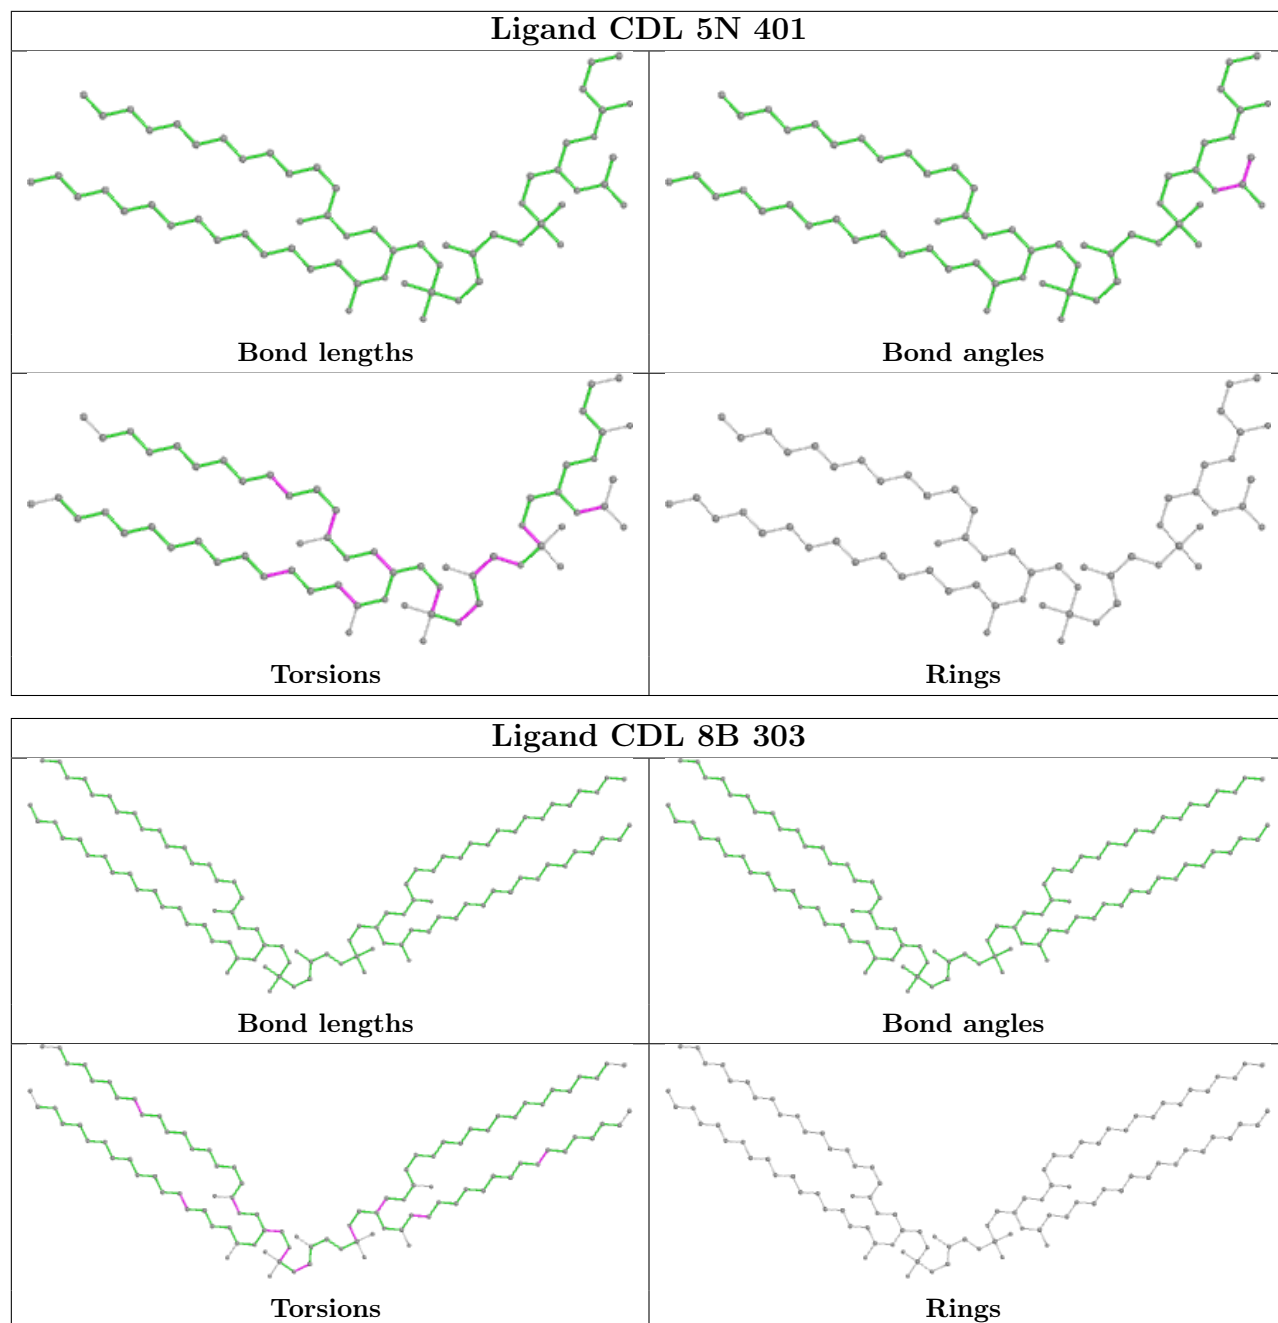 Ligand CDL 5N 401
Bond lengths
Bond angles
Torsions
Rings
Ligand CDL 8B 303
Bond lengths
Bond angles
Torsions
Rings